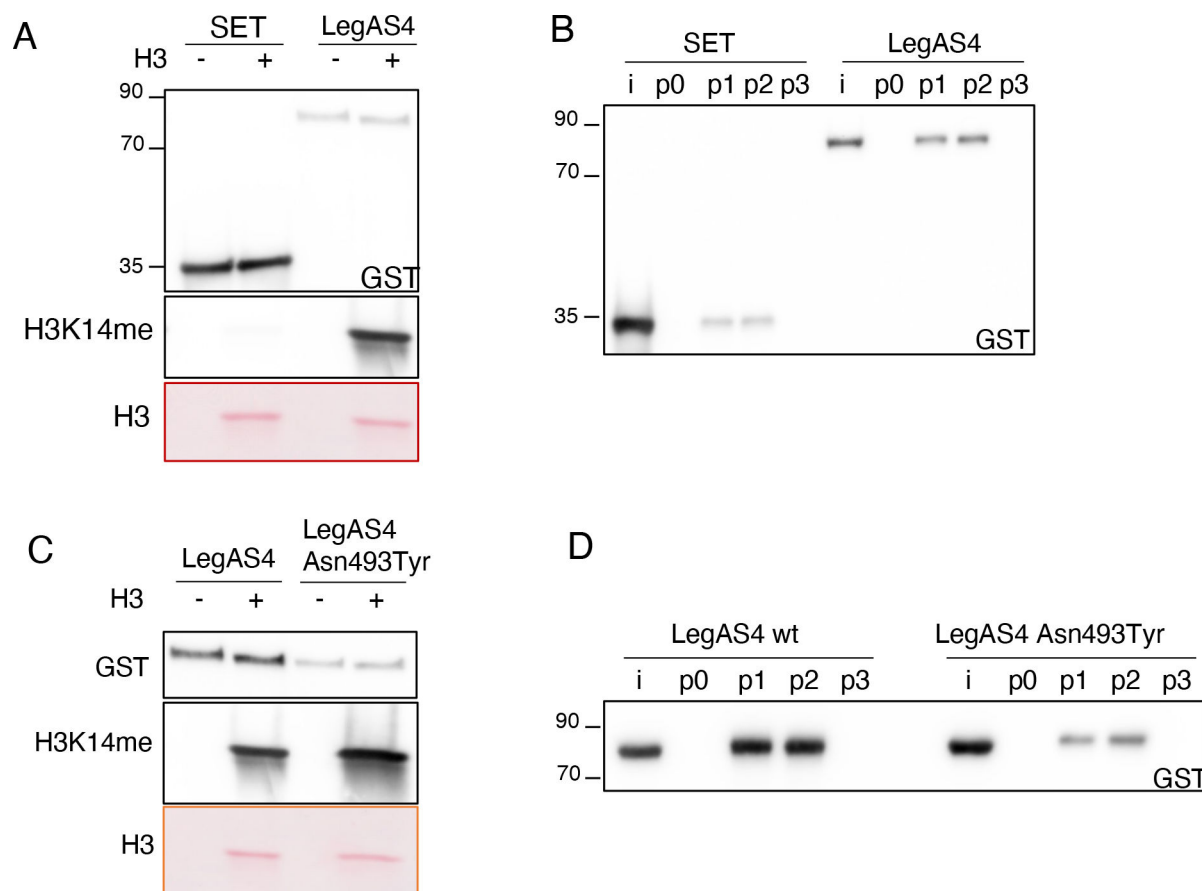 A
SET LegAS4
H3 - + - +
90
70
35
GST
H3K14me
H3
B
SET LegAS4
i p0 p1 p2 p3 i p0 p1 p2 p3
90
70
35
GST
C
LegAS4 LegAS4
Asn493Tyr
H3 - + - +
GST
H3K14me
H3
D
LegAS4 wt LegAS4 Asn493Tyr
i p0 p1 p2 p3 i p0 p1 p2 p3
90
70
GST